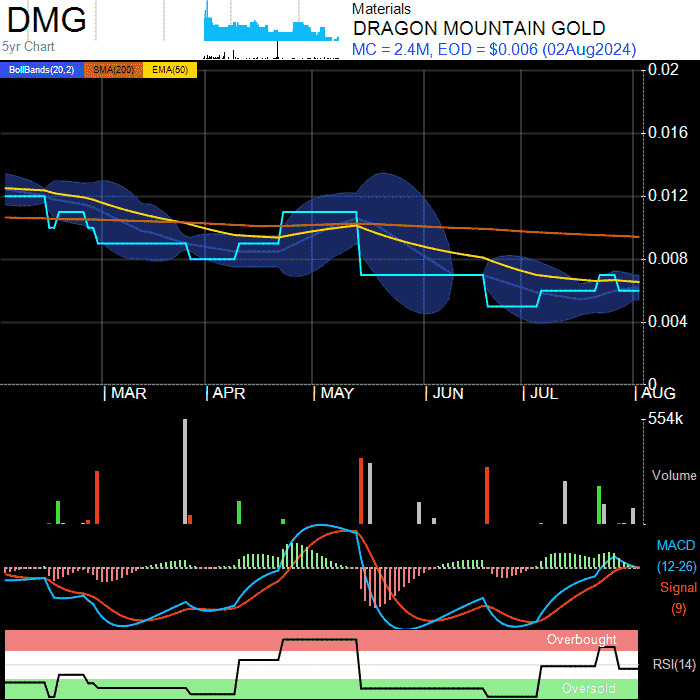 DMG
5yr Chart
Materials
DRAGON MOUNTAIN GOLD
MC = 2.4M, EOD = $0.006 (02Aug2024)
BollBands(20,2) SMA(200) EMA(50)
0.02
0.016
0.012
0.008
0.004
0
MAR APR MAY JUN JUL AUG
554k
Volume
MACD
(12-26)
Signal
(9)
Overbought
RSI(14)
Oversold